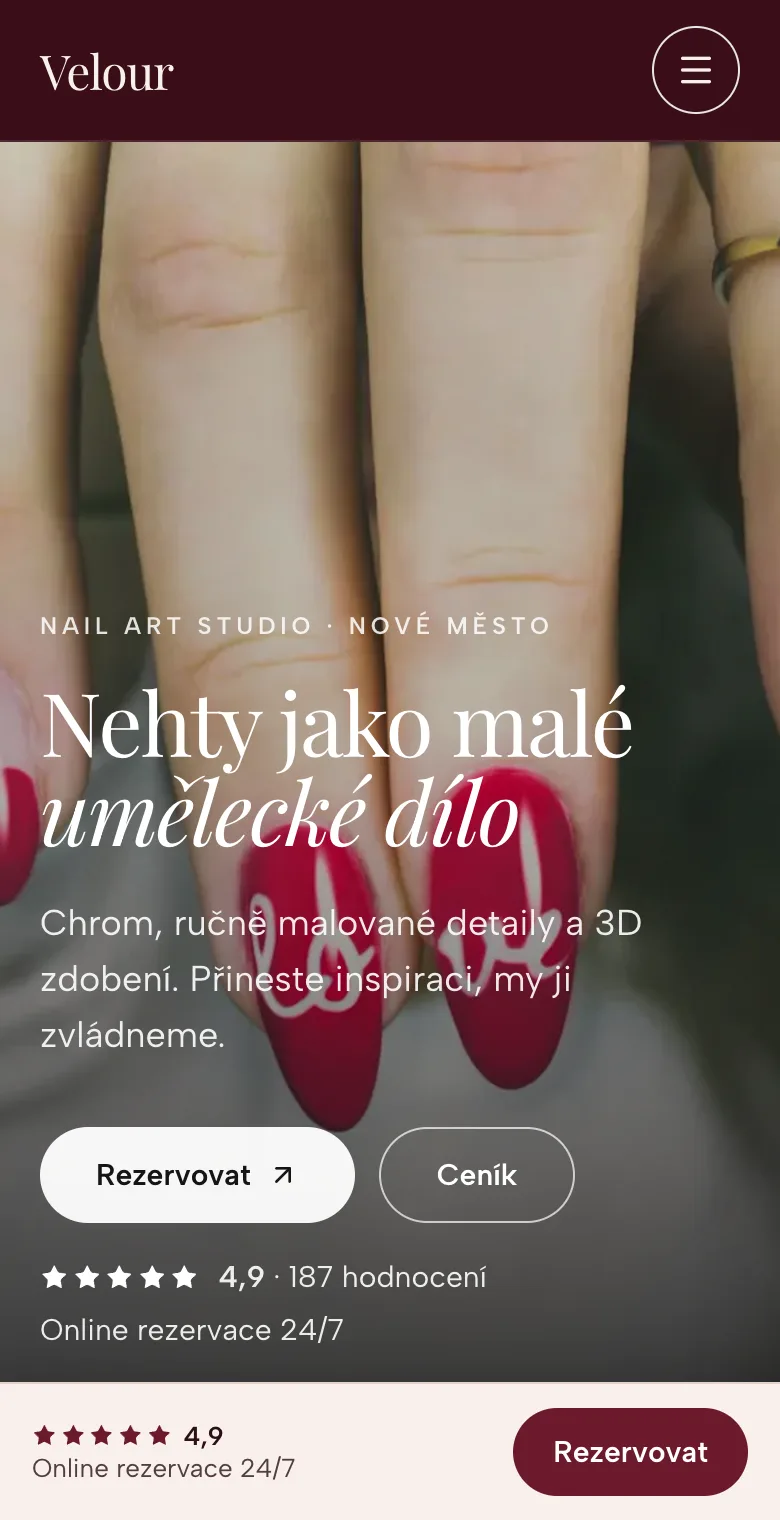 Velour
NAIL ART STUDIO · NOVÉ MĚSTO
Nehty jako malé
umělecké dílo
Chrom, ručně malované detaily a 3D
zdobení. Přineste inspiraci, my ji
zvládneme.
lo ve
Rezervovat
Ceník
4,9 · 187 hodnocení
Online rezervace 24/7
4,9
Online rezervace 24/7
Rezervovat